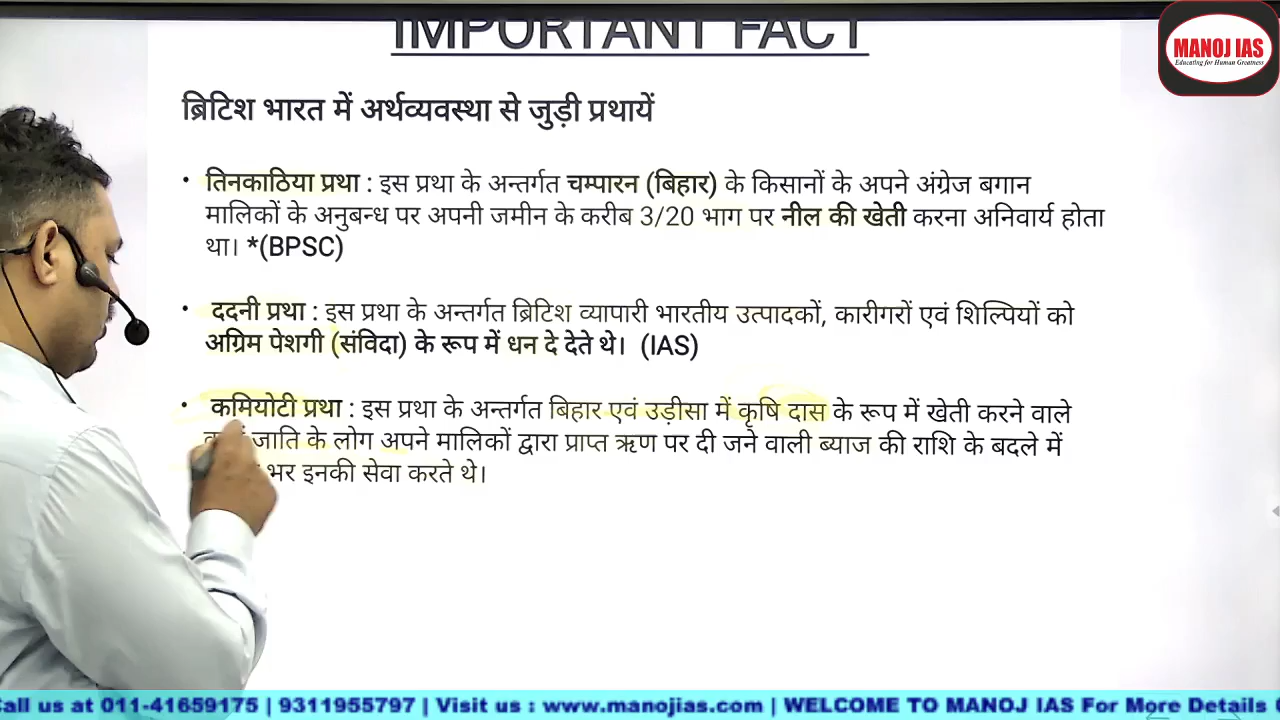 IMPORTANT FACT
MANOJ IAS
Educating for Human Greatness
ब्रिटिश भारत में अर्थव्यवस्था से जुड़ी प्रथायें
• तिनकाठिया प्रथा : इस प्रथा के अन्तर्गत चम्पारन (बिहार) के किसानों के अपने अंग्रेज बगान
मालिकों के अनुबन्ध पर अपनी जमीन के करीब 3/20 भाग पर नील की खेती करना अनिवार्य होता
था। *(BPSC)
• ददनी प्रथा : इस प्रथा के अन्तर्गत ब्रिटिश व्यापारी भारतीय उत्पादकों, कारीगरों एवं शिल्पियों को
अग्रिम पेशगी (संविदा) के रूप में धन दे देते थे। (IAS)
• कमियोटी प्रथा : इस प्रथा के अन्तर्गत बिहार एवं उड़ीसा में कृषि दास के रूप में खेती करने वाले
जाति के लोग अपने मालिकों द्वारा प्राप्त ऋण पर दी जने वाली ब्याज की राशि के बदले में
भर इनकी सेवा करते थे।
all us at 011-41659175 | 9311955797 | Visit us : www.manojias.com | WELCOME TO MANOJ IAS For More Details